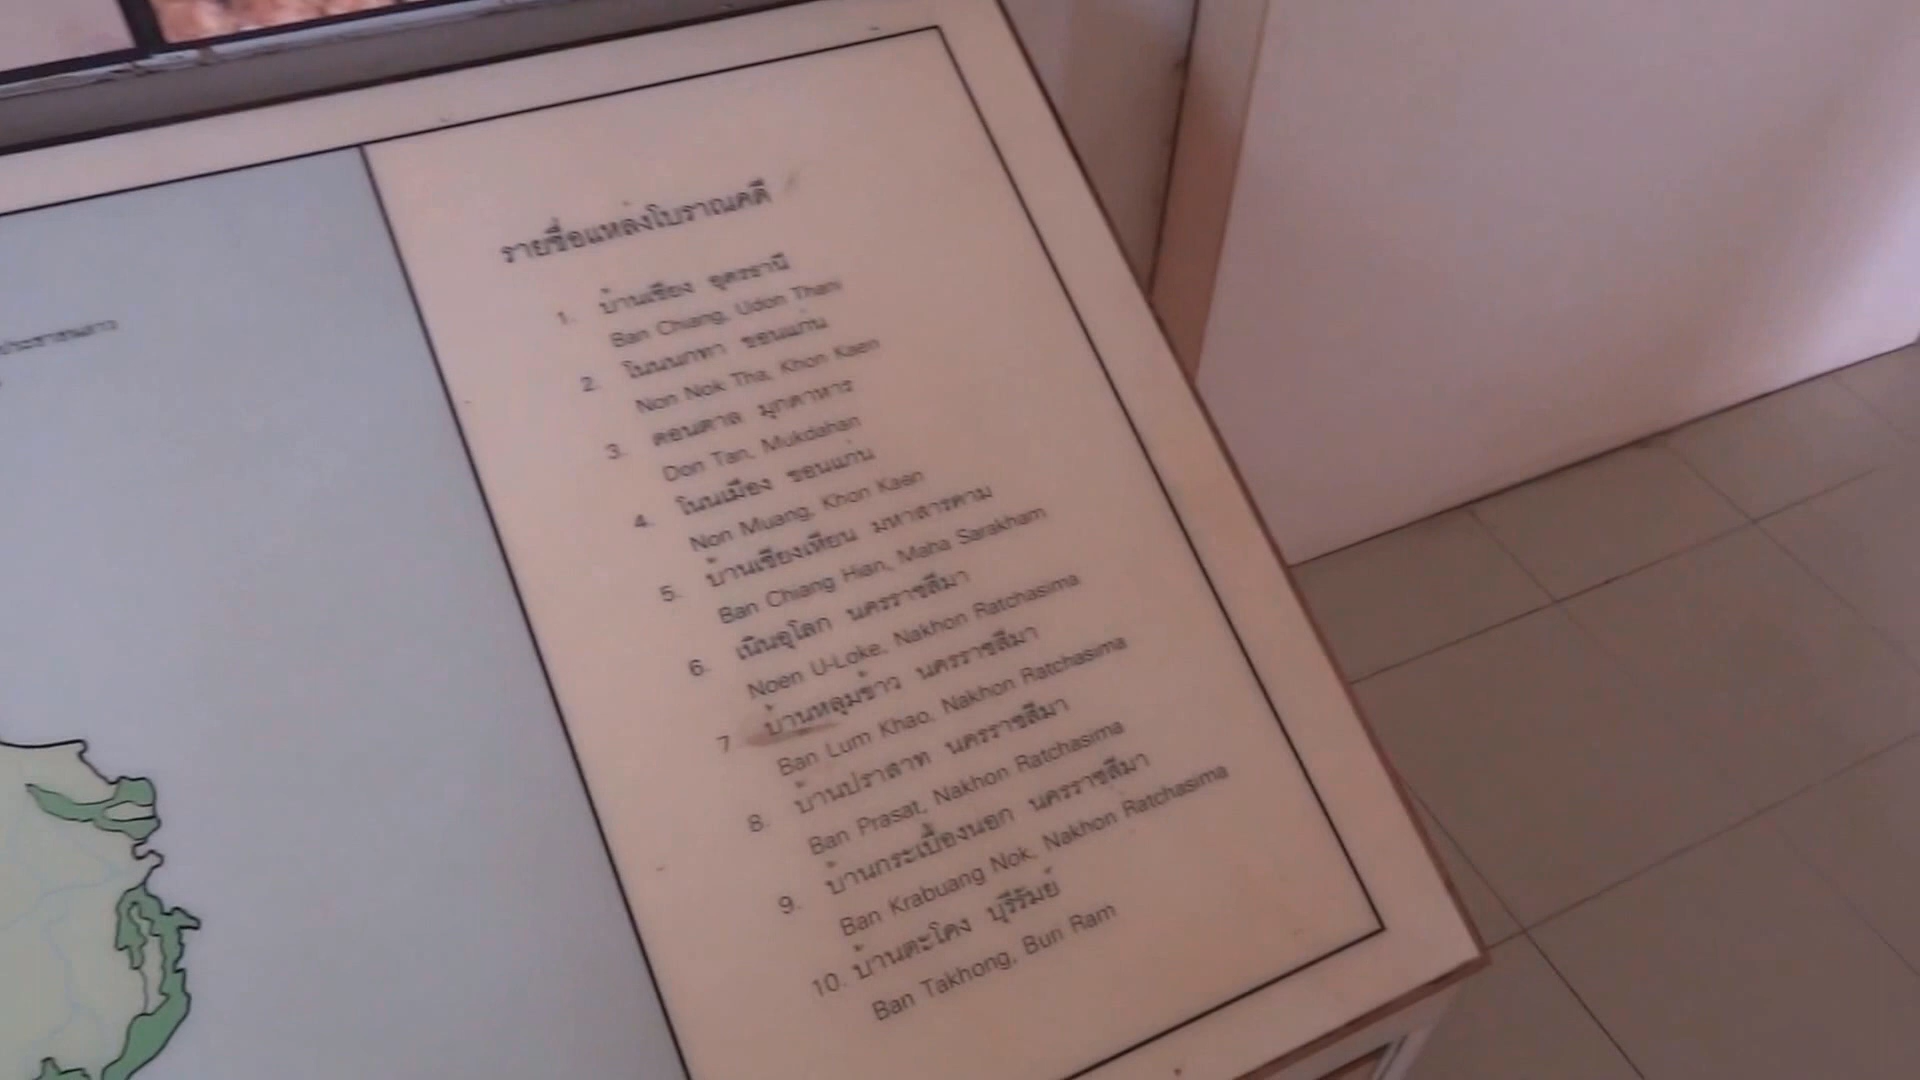 ประชาชนลาว
รายชื่อแหล่งโบราณคดี
1. บ้านเชียง อุดรธานี
Ban Chiang, Udon Thani
2. โนนนกทา ขอนแก่น
Non Nok Tha, Khon Kaen
3. ดอนตาล มุกดาหาร
Don Tan, Mukdahan
4. โนนเมือง ขอนแก่น
Non Muang, Khon Kaen
5. บ้านเชียงเหียน มหาสารคาม
Ban Chiang Hian, Maha Sarakham
6. เนินอุโลก นครราชสีมา
Noen U-Loke, Nakhon Ratchasima
7 บ้านหลุมข้าว นครราชสีมา
Ban Lum Khao, Nakhon Ratchasima
8. บ้านปราสาท นครราชสีมา
Ban Prasat, Nakhon Ratchasima
9. บ้านกระเบื้องนอก นครราชสีมา
Ban Krabuang Nok, Nakhon Ratchasima
10. บ้านตะโคง บุรีรัมย์
Ban Takhong, Buri Ram